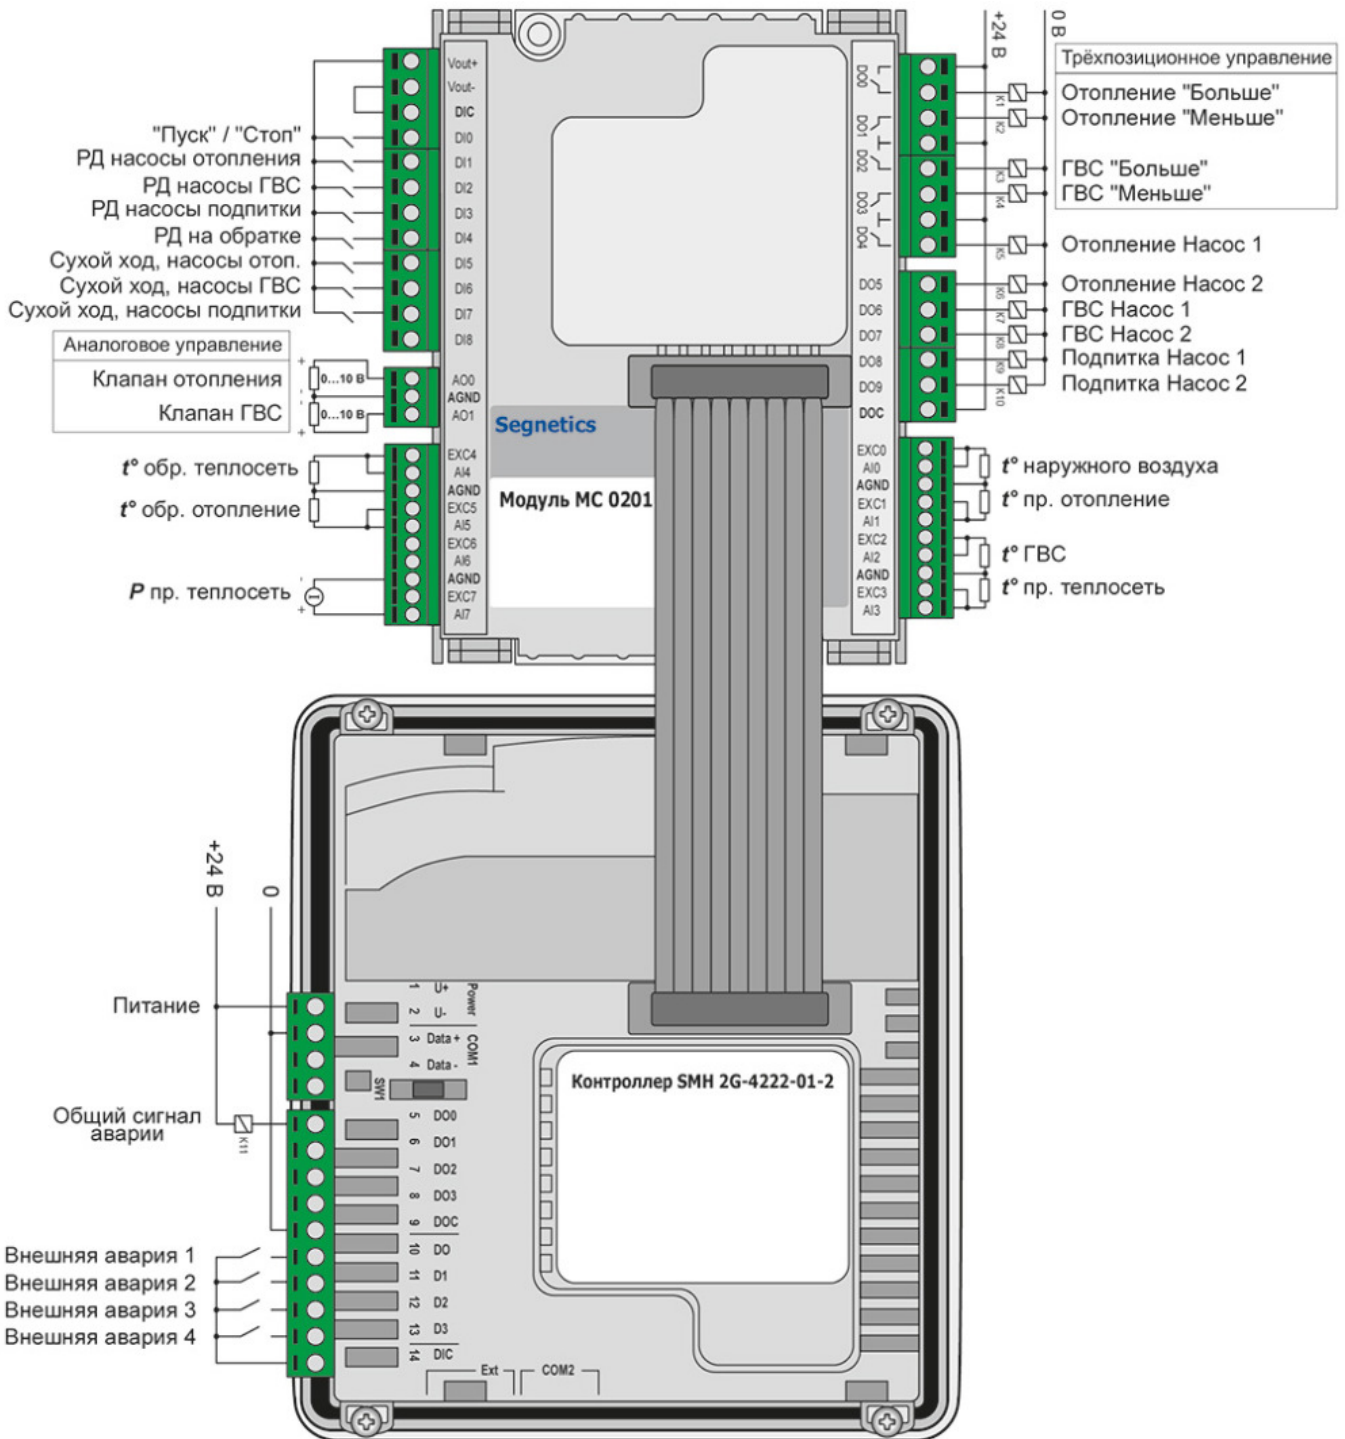 +24 В
0 В
Vout+
Vout-
DIC
DI0
DI1
DI2
DI3
DI4
DI5
DI6
DI7
DI8
"Пуск" / "Стоп"
РД насосы отопления
РД насосы ГВС
РД насосы подпитки
РД на обратке
Сухой ход, насосы отоп.
Сухой ход, насосы ГВС
Сухой ход, насосы подпитки
Аналоговое управление
Клапан отопления
Клапан ГВС
+
0...10 В
-
-
0...10 В
+
AO0
AGND
AO1
t° обр. теплосеть
t° обр. отопление
P пр. теплосеть
-
+
EXC4
AI4
AGND
EXC5
AI5
EXC6
AI6
AGND
EXC7
AI7
Segnetics
Модуль MC 0201
DO0
DO1
DO2
DO3
DO4
DO5
DO6
DO7
DO8
DO9
DOC
K1
K2
K3
K4
K5
K6
K7
K8
K9
K10
Трёхпозиционное управление
Отопление "Больше"
Отопление "Меньше"
ГВС "Больше"
ГВС "Меньше"
Отопление Насос 1
Отопление Насос 2
ГВС Насос 1
ГВС Насос 2
Подпитка Насос 1
Подпитка Насос 2
EXC0
AI0
AGND
EXC1
AI1
EXC2
AI2
AGND
EXC3
AI3
t° наружного воздуха
t° пр. отопление
t° ГВС
t° пр. теплосеть
+24 В
0
Питание
Общий сигнал
аварии
K11
Внешняя авария 1
Внешняя авария 2
Внешняя авария 3
Внешняя авария 4
1 U+
2 U-
Power
3 Data +
4 Data -
COM1
SW1
5 DO0
6 DO1
7 DO2
8 DO3
9 DOC
10 DO
11 D1
12 D2
13 D3
14 DIC
Ext
COM2
Контроллер SMH 2G-4222-01-2